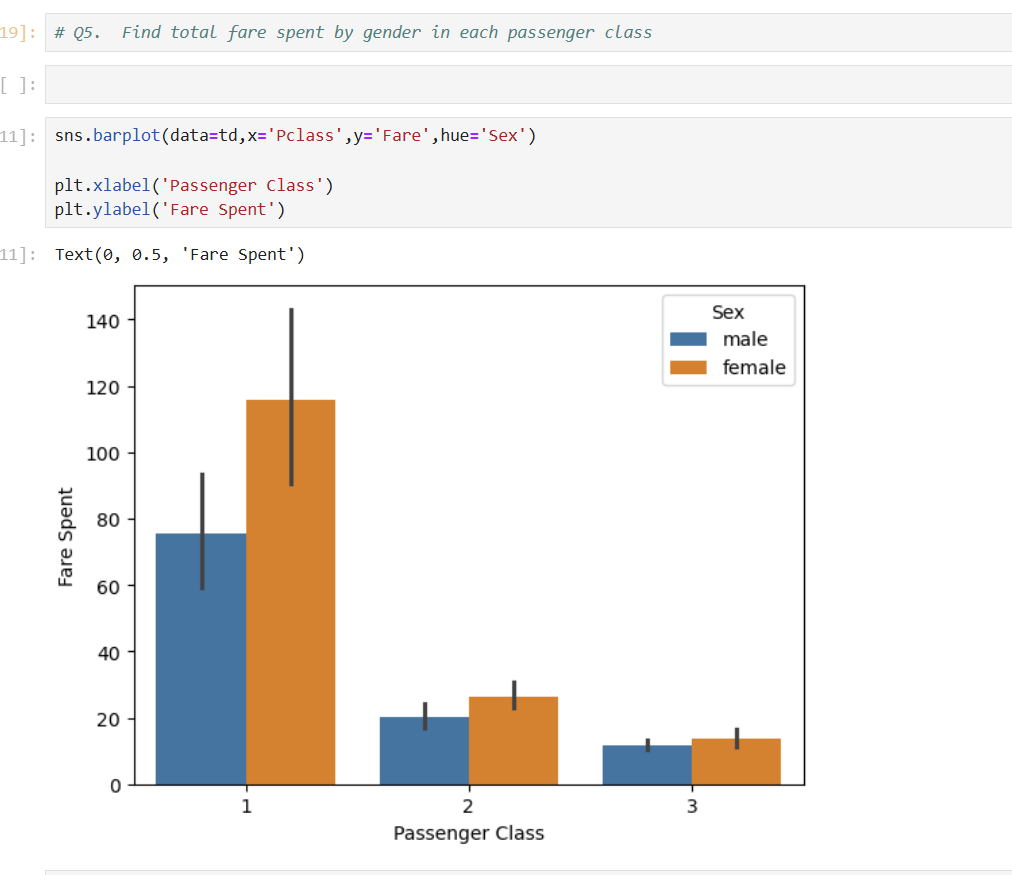 19]: # Q5.  Find total fare spent by gender in each passenger class
[ ]:
11]: sns.barplot(data=td,x='Pclass',y='Fare',hue='Sex')
plt.xlabel('Passenger Class')
plt.ylabel('Fare Spent')
11]: Text(0, 0.5, 'Fare Spent')
Sex
male
female
140
120
100
80
60
40
20
0
Fare Spent
1 2 3
Passenger Class